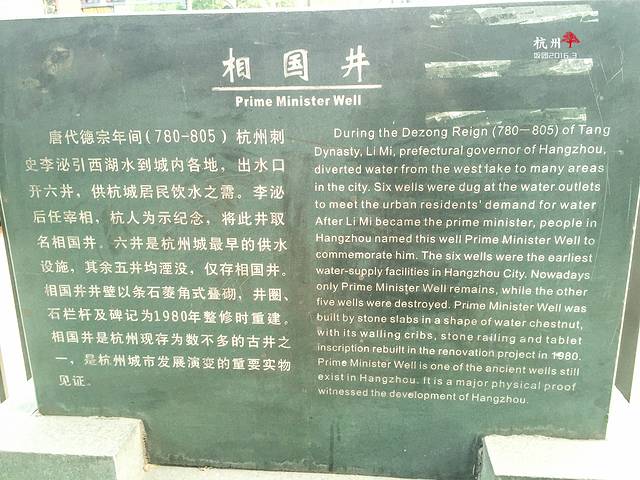 杭州
饭团2016.3
相国井
Prime Minister Well
唐代德宗年间(780-805) 杭州刺
史李泌引西湖水到城内各地，出水口
开六井，供杭城居民饮水之需。李泌
后任宰相，杭人为示纪念，将此井取
名相国井。六井是杭州城最早的供水
设施，其余五井均湮没，仅存相国井。
相国井井壁以条石菱角式叠砌，井圈、
石栏杆及碑记为1980年整修时重建。
相国井是杭州现存为数不多的古井之
一，是杭州城市发展演变的重要实物
见证。
During the Dezong Reign (780—805) of Tang
Dynasty, Li Mi, prefectural governor of Hangzhou,
diverted water from the west lake to many areas
in the city. Six wells were dug at the water outlets
to meet the urban residents' demand for water
After Li Mi became the prime minister, people in
Hangzhou named this well Prime Minister Well to
commemorate him. The six wells were the earliest
water-supply facilities in Hangzhou City. Nowadays
only Prime Minister Well remains, while the other
five wells were destroyed. Prime Minister Well was
built by stone slabs in a shape of water chestnut,
with its walling cribs, stone railing and tablet
inscription rebuilt in the renovation project in 1980.
Prime Minister Well is one of the ancient wells still
exist in Hangzhou. It is a major physical proof
witnessed the development of Hangzhou.